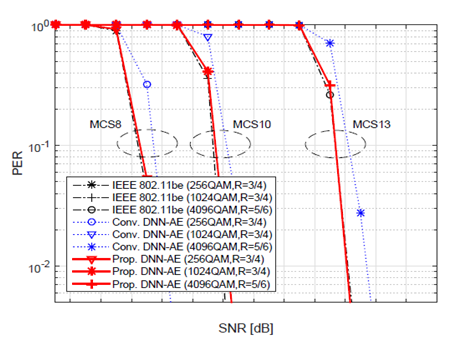 10⁰
PER
MCS8
MCS10
MCS13
10⁻¹
IEEE 802.11be (256QAM,R=3/4)
IEEE 802.11be (1024QAM,R=3/4)
IEEE 802.11be (4096QAM,R=5/6)
Conv. DNN-AE (256QAM,R=3/4)
Conv. DNN-AE (1024QAM,R=3/4)
Conv. DNN-AE (4096QAM,R=5/6)
Prop. DNN-AE (256QAM,R=3/4)
Prop. DNN-AE (1024QAM,R=3/4)
Prop. DNN-AE (4096QAM,R=5/6)
10⁻²
SNR [dB]